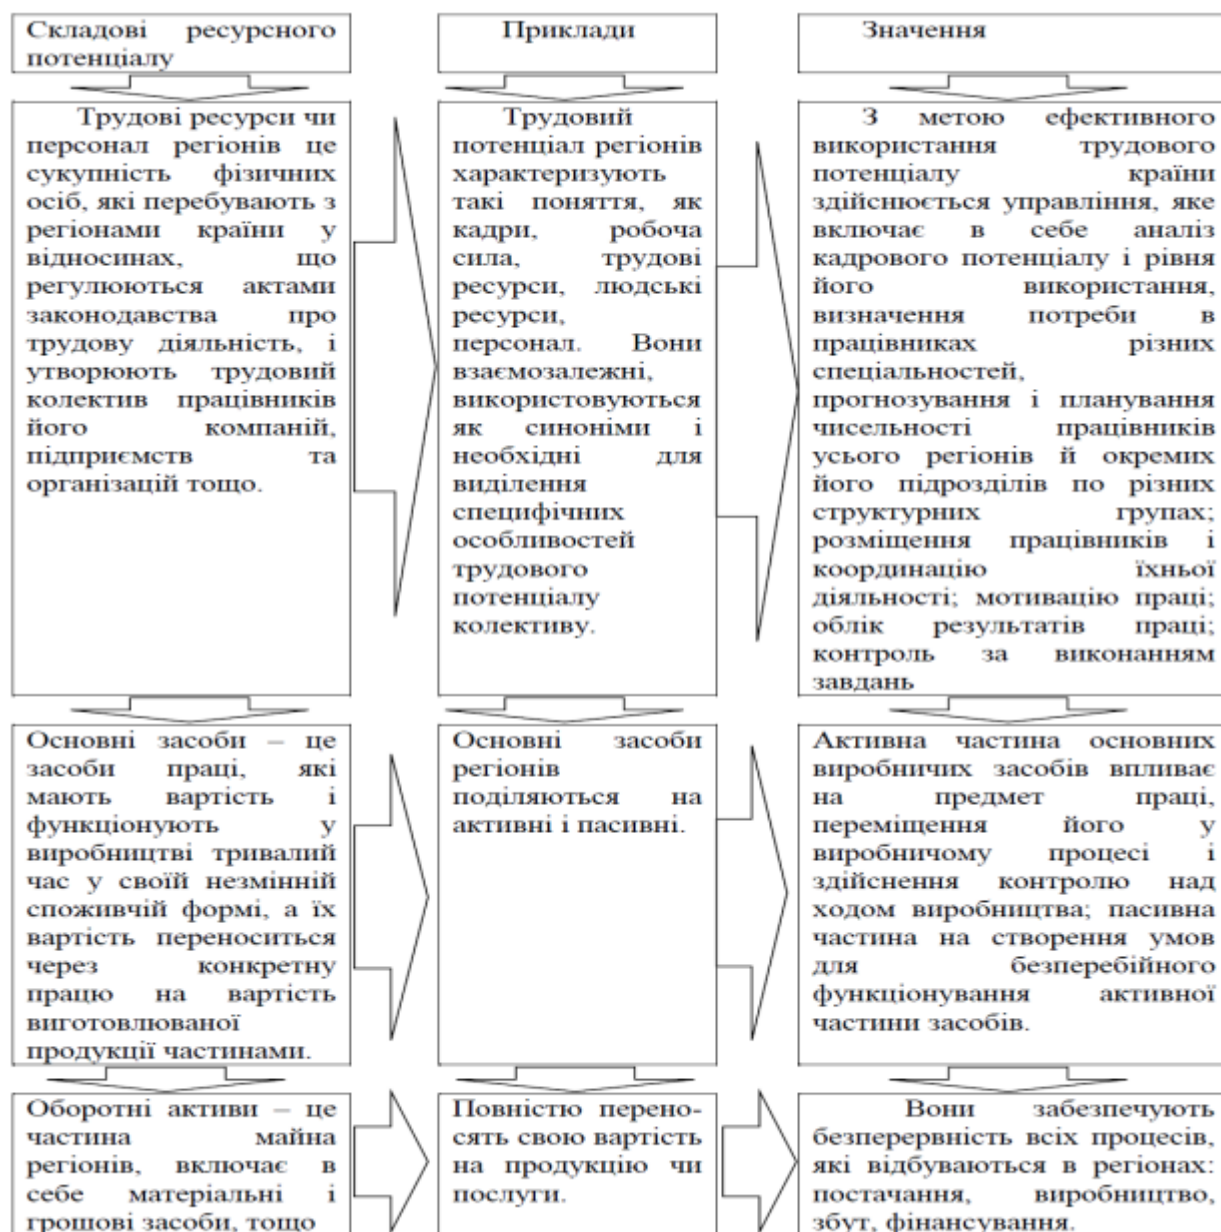 Складові ресурсного
потенціалу
Приклади
Значення
Трудові ресурси чи
персонал регіонів це
сукупність фізичних
осіб, які перебувають з
регіонами країни у
відносинах, що
регулюються актами
законодавства про
трудову діяльність, і
утворюють трудовий
колектив працівників
його компаній,
підприємств та
організацій тощо.
Трудовий
потенціал регіонів
характеризують
такі поняття, як
кадри, робоча
сила, трудові
ресурси, людські
ресурси,
персонал. Вони
взаємозалежні,
використовуються
як синоніми і
необхідні для
виділення
специфічних
особливостей
трудового
потенціалу
колективу.
З метою ефективного
використання трудового
потенціалу країни
здійснюється управління, яке
включає в себе аналіз
кадрового потенціалу і рівня
його використання,
визначення потреби в
працівниках різних
спеціальностей,
прогнозування і планування
чисельності працівників
усього регіонів й окремих
його підрозділів по різних
структурних групах;
розміщення працівників і
координацію їхньої
діяльності; мотивацію праці;
облік результатів праці;
контроль за виконанням
завдань
Основні засоби – це
засоби праці, які
мають вартість і
функціонують у
виробництві тривалий
час у своїй незмінній
споживчій формі, а їх
вартість переноситься
через конкретну
працю на вартість
виготовлюваної
продукції частинами.
Основні засоби
регіонів
поділяються на
активні і пасивні.
Активна частина основних
виробничих засобів впливає
на предмет праці,
переміщення його у
виробничому процесі і
здійснення контролю над
ходом виробництва; пасивна
частина на створення умов
для безперебійного
функціонування активної
частини засобів.
Оборотні активи – це
частина майна
регіонів, включає в
себе матеріальні і
грошові засоби, тощо
Повністю перено-
сять свою вартість
на продукцію чи
послуги.
Вони забезпечують
безперервність всіх процесів,
які відбуваються в регіонах:
постачання, виробництво,
збут, фінансування.